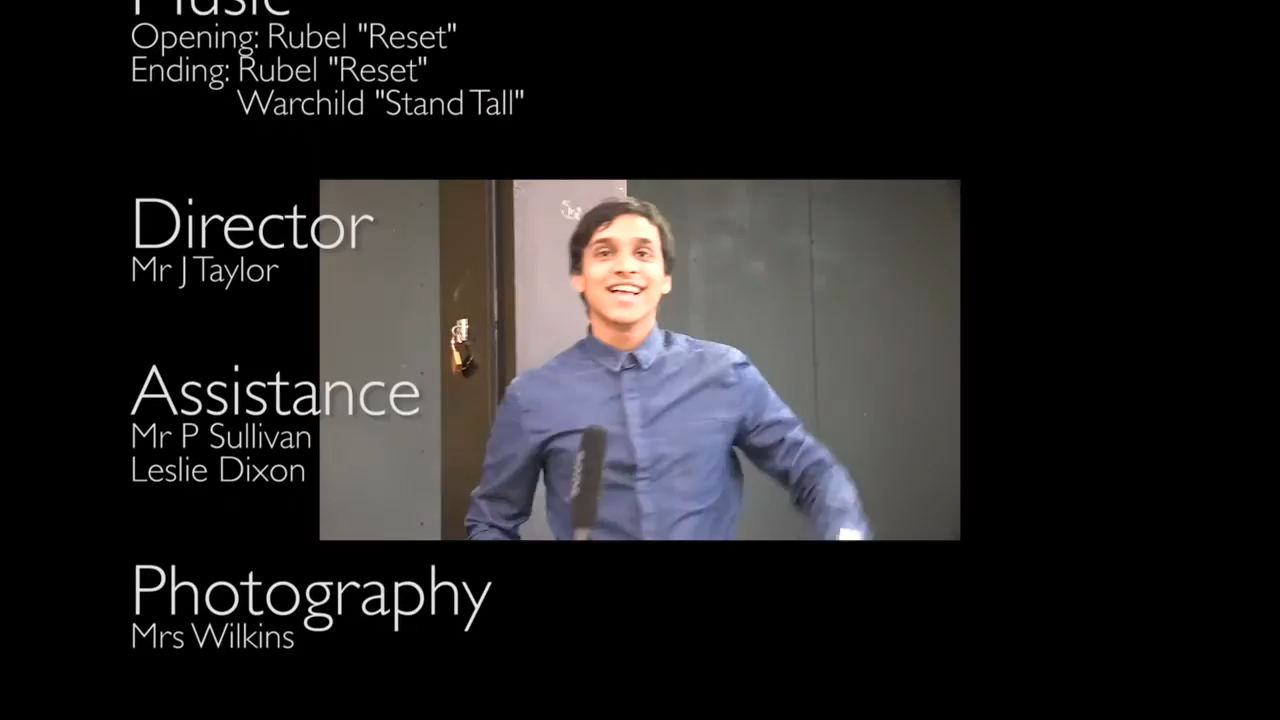 Music
Opening: Rubel "Reset"
Ending: Rubel "Reset"
Warchild "Stand Tall"
Director
Mr J Taylor
Assistance
Mr P Sullivan
Leslie Dixon
Photography
Mrs Wilkins